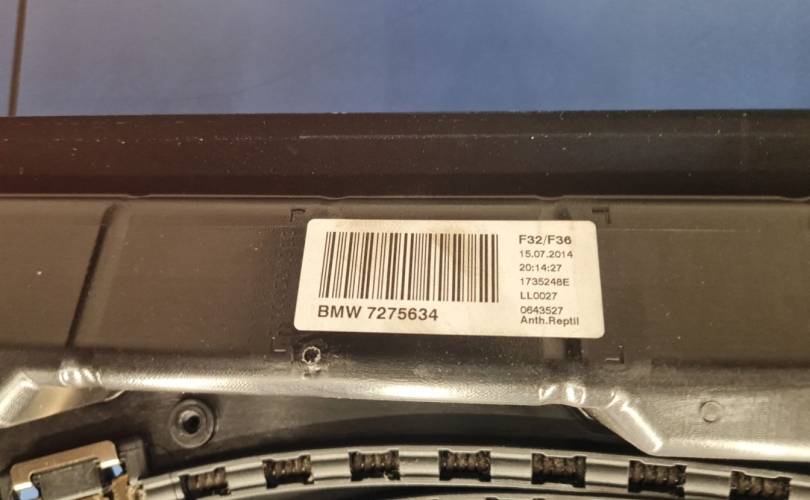 BMW 7275634
F32/F36
15.07.2014
20:14:27
1735248E
LL0027
0643527
Anth.Reptil